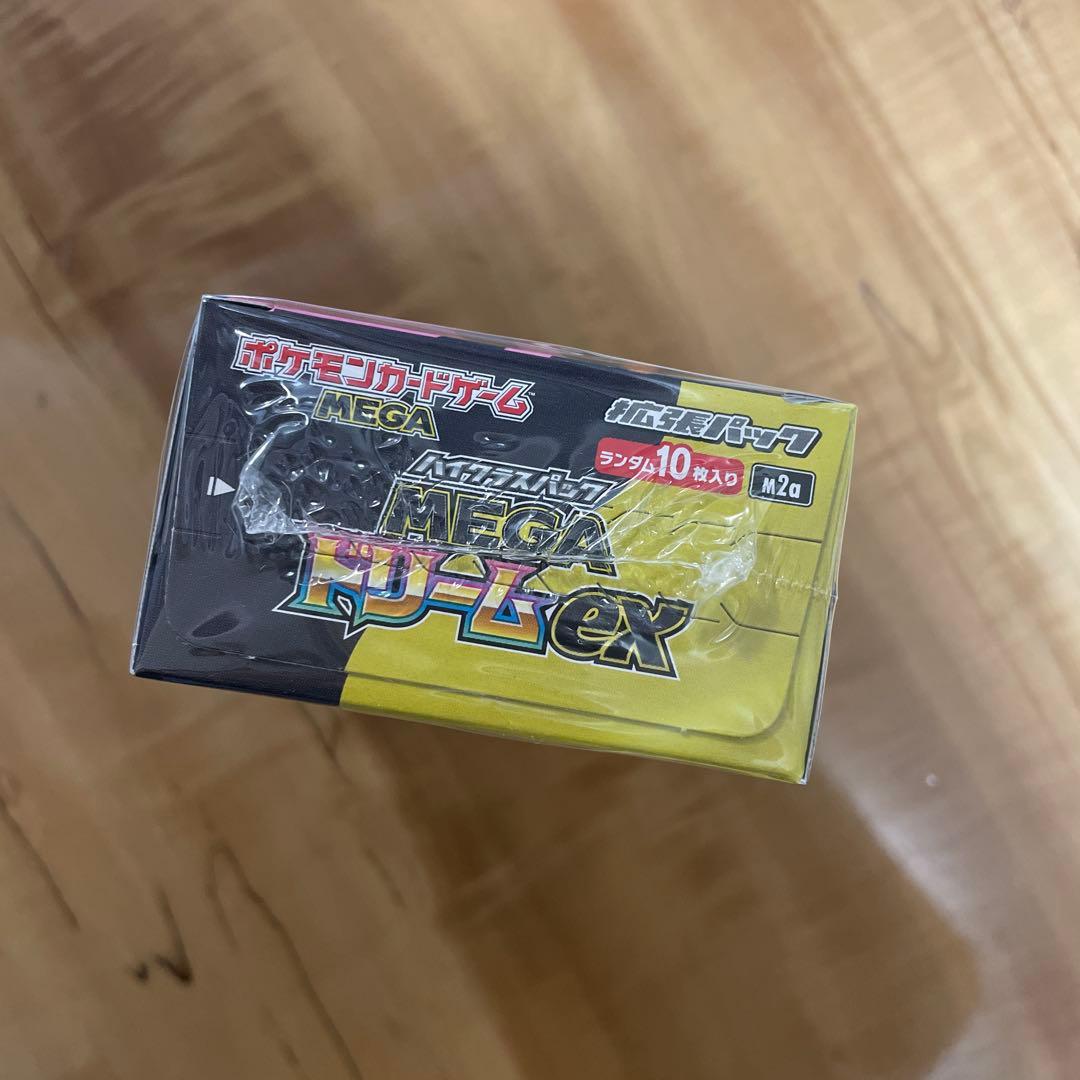 ポケモンカードゲーム™
MEGA
拡張パック
ランダム10枚入り
M2a
ハイクラスパック
MEGA
ドリームex